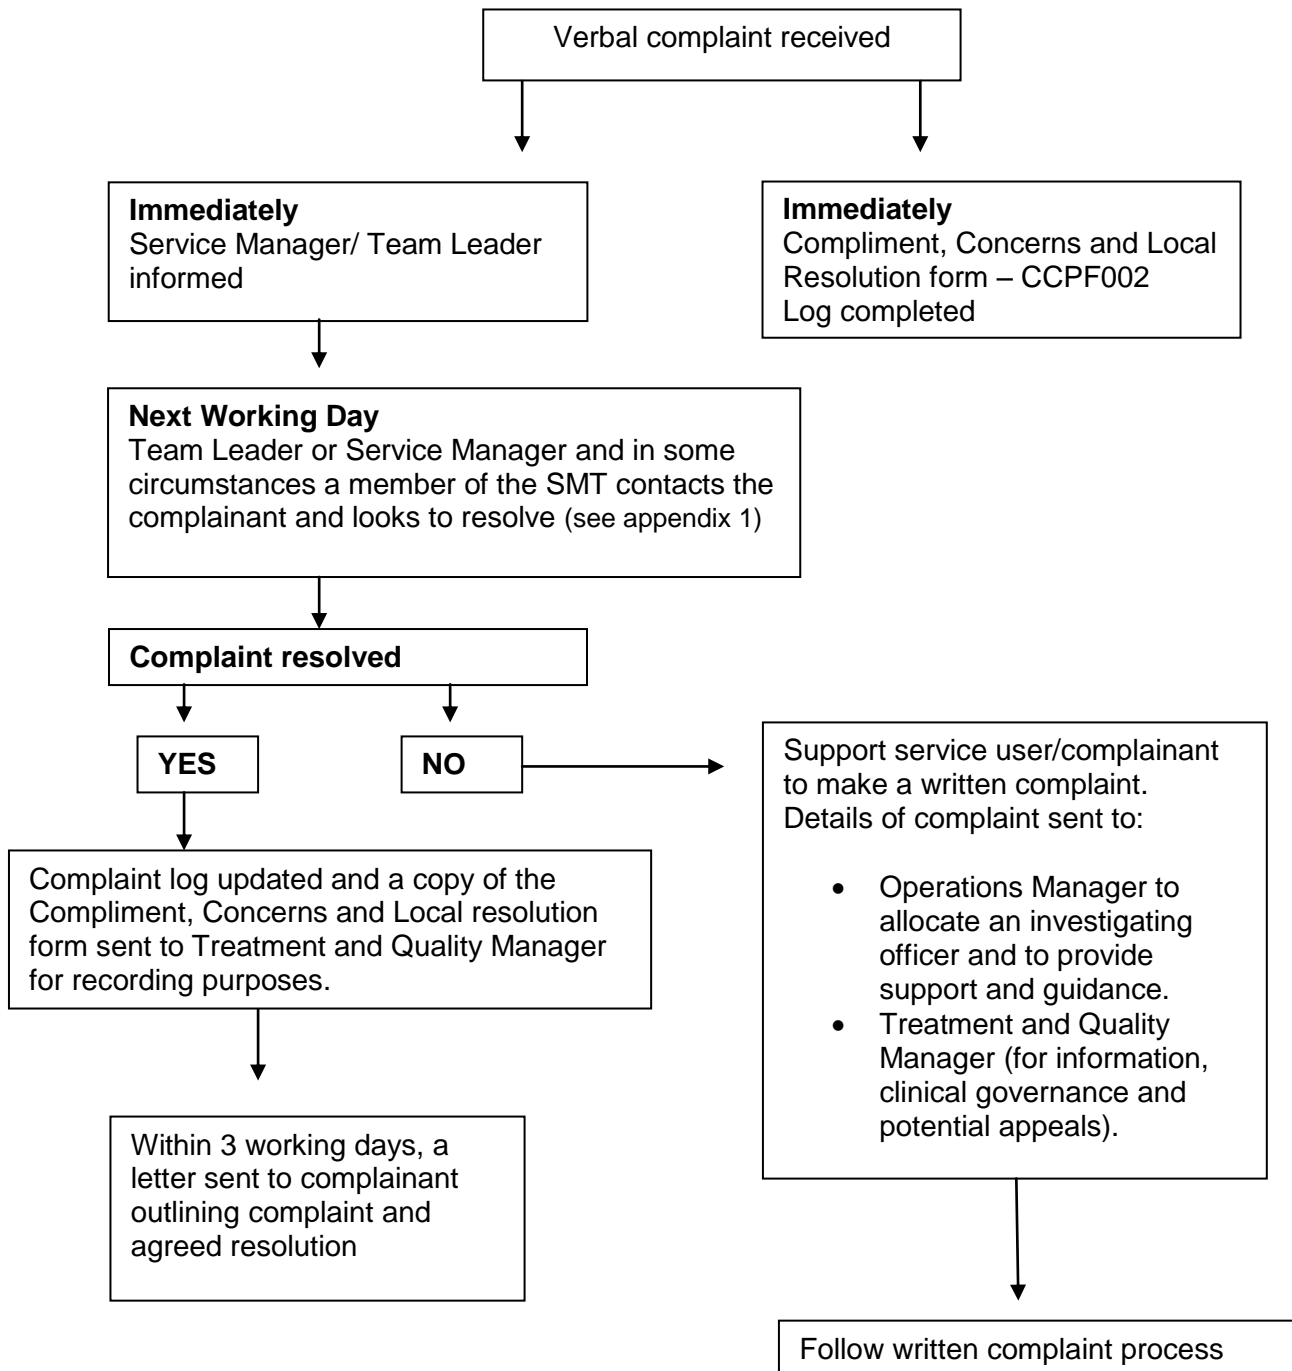 Verbal complaint received
Immediately
Service Manager/ Team Leader
informed
Immediately
Compliment, Concerns and Local
Resolution form – CCPF002
Log completed
Next Working Day
Team Leader or Service Manager and in some
circumstances a member of the SMT contacts the
complainant and looks to resolve (see appendix 1)
Complaint resolved
YES
NO
Support service user/complainant
to make a written complaint.
Details of complaint sent to:
• Operations Manager to
allocate an investigating
officer and to provide
support and guidance.
• Treatment and Quality
Manager (for information,
clinical governance and
potential appeals).
Complaint log updated and a copy of the
Compliment, Concerns and Local resolution
form sent to Treatment and Quality Manager
for recording purposes.
Within 3 working days, a
letter sent to complainant
outlining complaint and
agreed resolution
Follow written complaint process